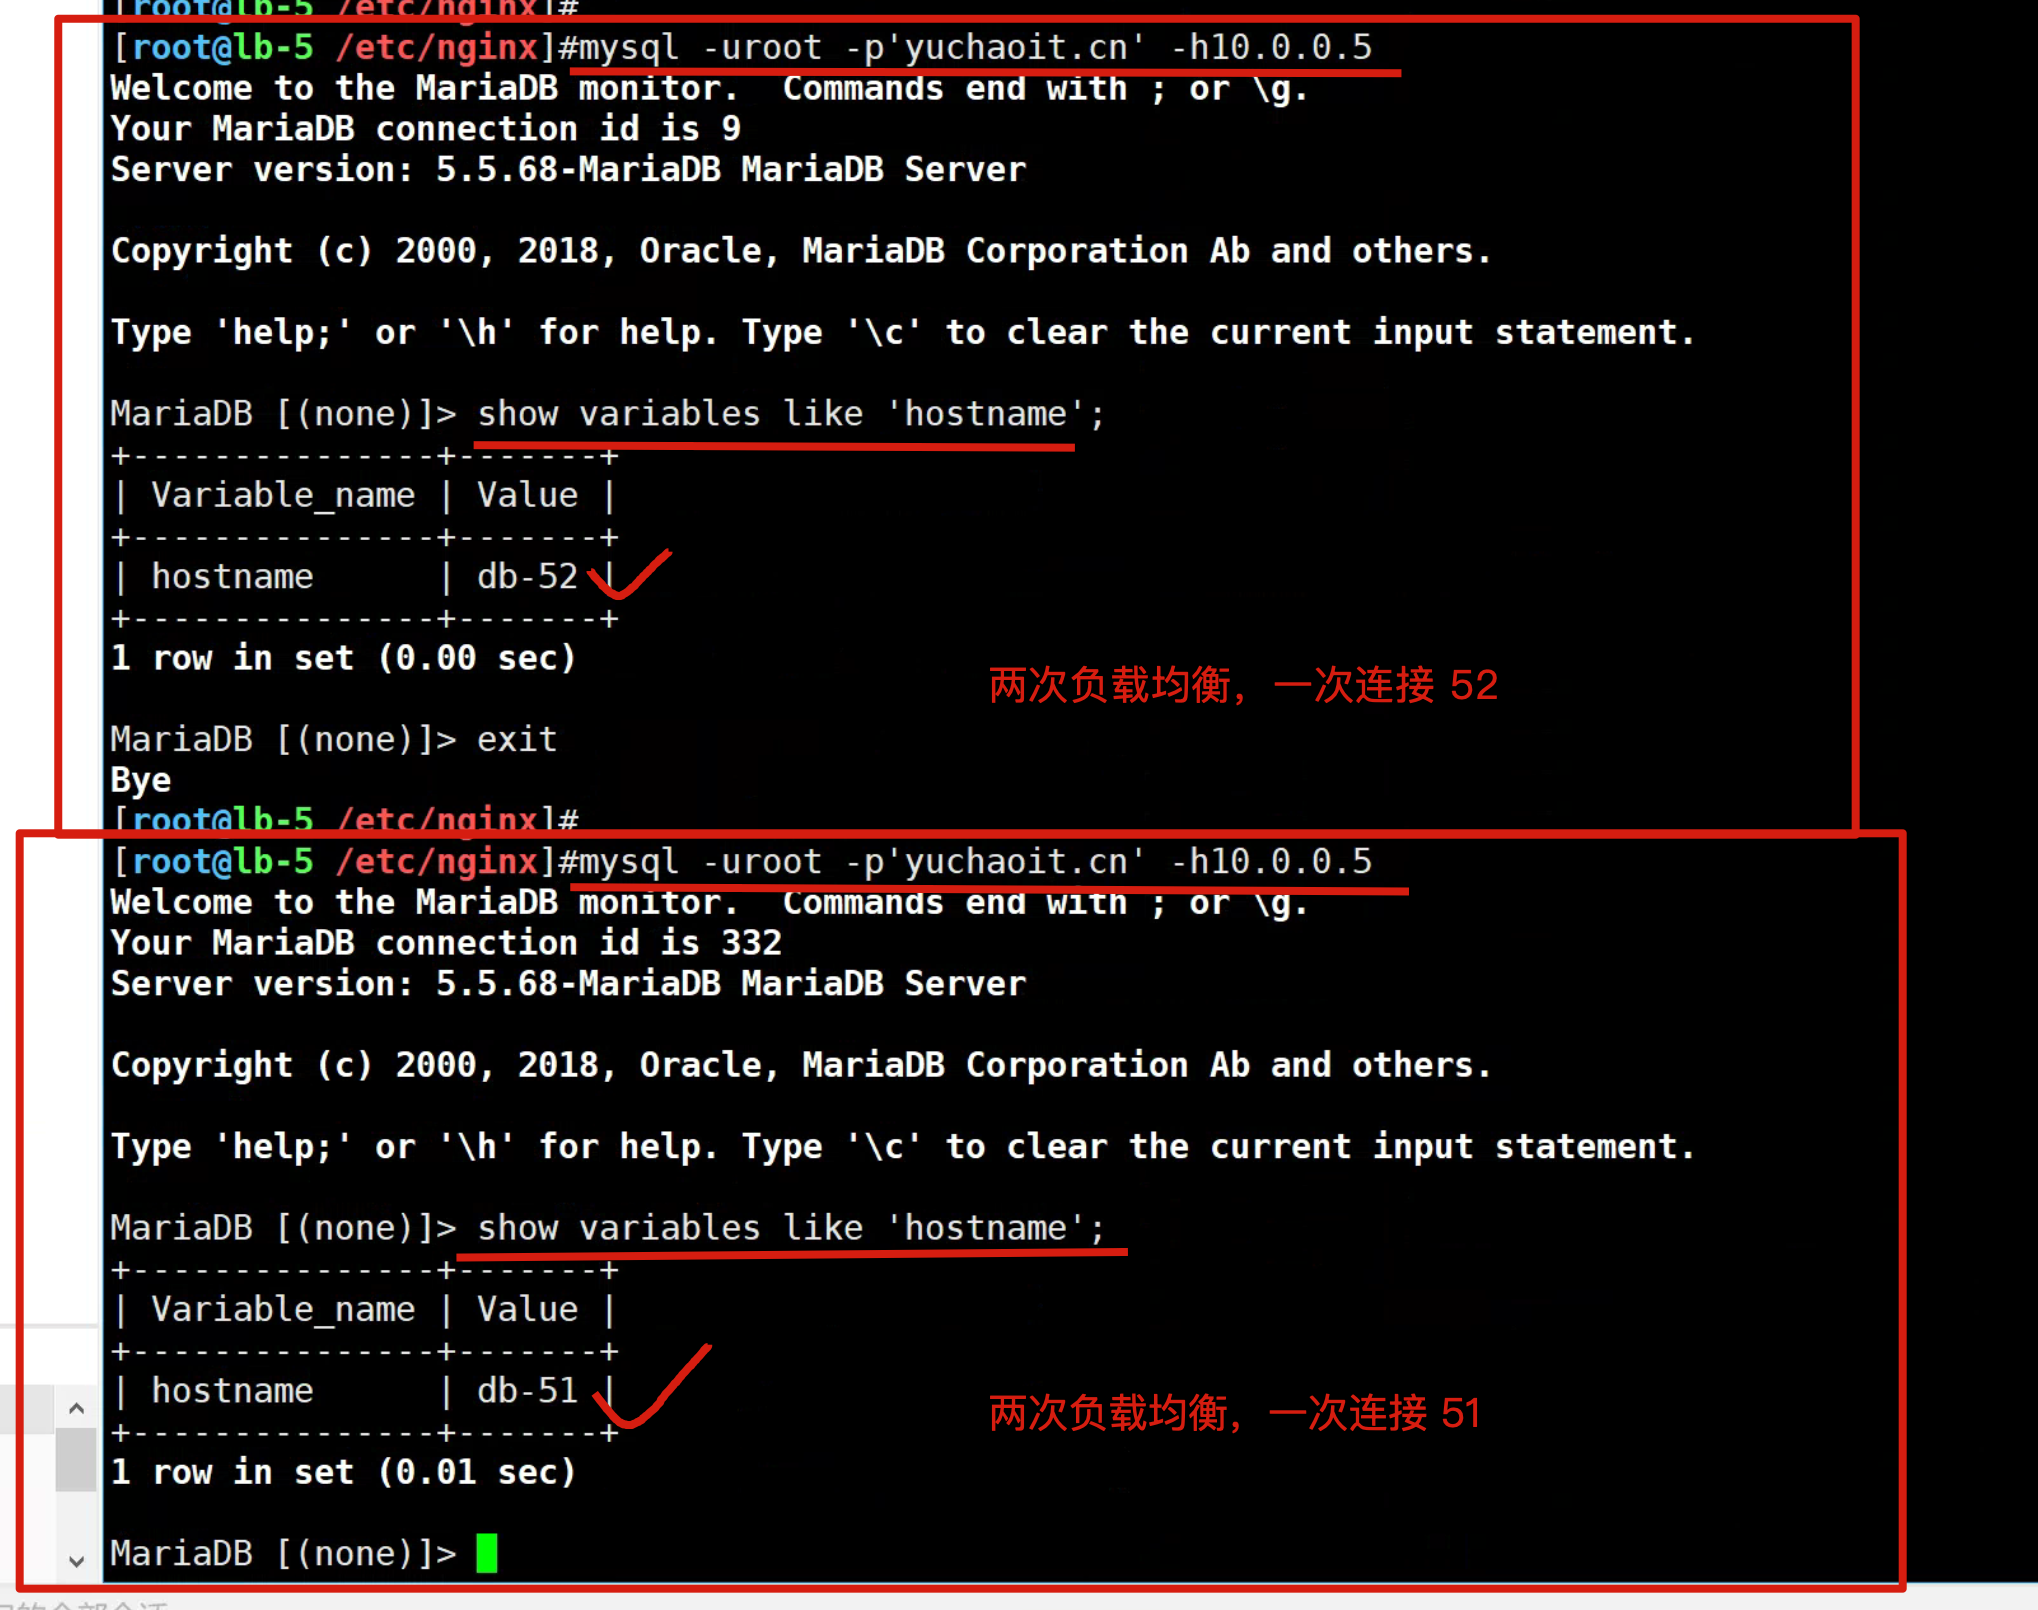 [root@lb-5 /etc/nginx]#
[root@lb-5 /etc/nginx]#mysql -uroot -p'yuchaoit.cn' -h10.0.0.5
Welcome to the MariaDB monitor.  Commands end with ; or \g.
Your MariaDB connection id is 9
Server version: 5.5.68-MariaDB MariaDB Server
Copyright (c) 2000, 2018, Oracle, MariaDB Corporation Ab and others.
Type 'help;' or '\h' for help. Type '\c' to clear the current input statement.
MariaDB [(none)]> show variables like 'hostname';
+---------------+-------+
| Variable_name | Value |
+---------------+-------+
| hostname      | db-52 |
+---------------+-------+
1 row in set (0.00 sec)
两次负载均衡，一次连接 52
MariaDB [(none)]> exit
Bye
[root@lb-5 /etc/nginx]#
[root@lb-5 /etc/nginx]#mysql -uroot -p'yuchaoit.cn' -h10.0.0.5
Welcome to the MariaDB monitor.  Commands end with ; or \g.
Your MariaDB connection id is 332
Server version: 5.5.68-MariaDB MariaDB Server
Copyright (c) 2000, 2018, Oracle, MariaDB Corporation Ab and others.
Type 'help;' or '\h' for help. Type '\c' to clear the current input statement.
MariaDB [(none)]> show variables like 'hostname';
+---------------+-------+
| Variable_name | Value |
+---------------+-------+
| hostname      | db-51 |
+---------------+-------+
两次负载均衡，一次连接 51
1 row in set (0.01 sec)
MariaDB [(none)]>